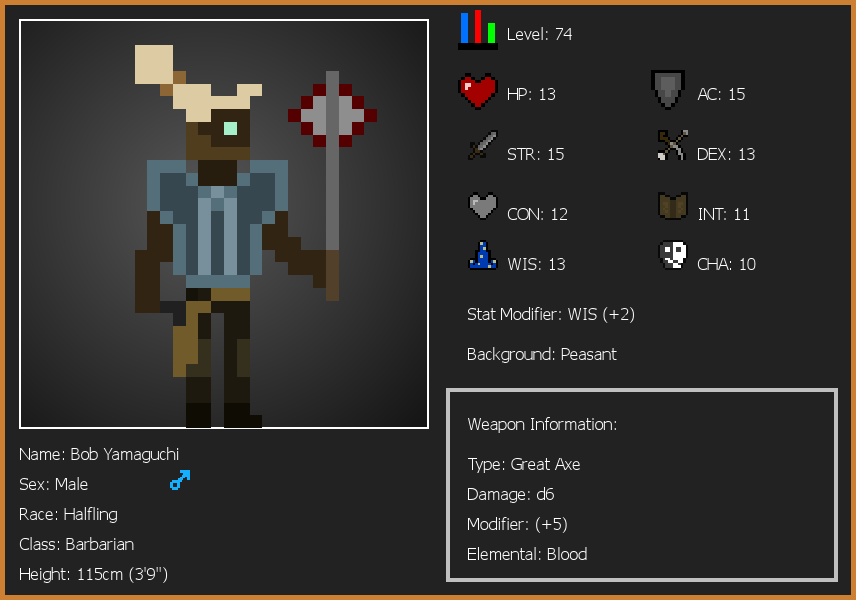 Level: 74
HP: 13
AC: 15
STR: 15
DEX: 13
CON: 12
INT: 11
WIS: 13
CHA: 10
Stat Modifier: WIS (+2)
Background: Peasant
Weapon Information:
Type: Great Axe
Damage: d6
Modifier: (+5)
Elemental: Blood
Name: Bob Yamaguchi
Sex: Male
Race: Halfling
Class: Barbarian
Height: 115cm (3'9")